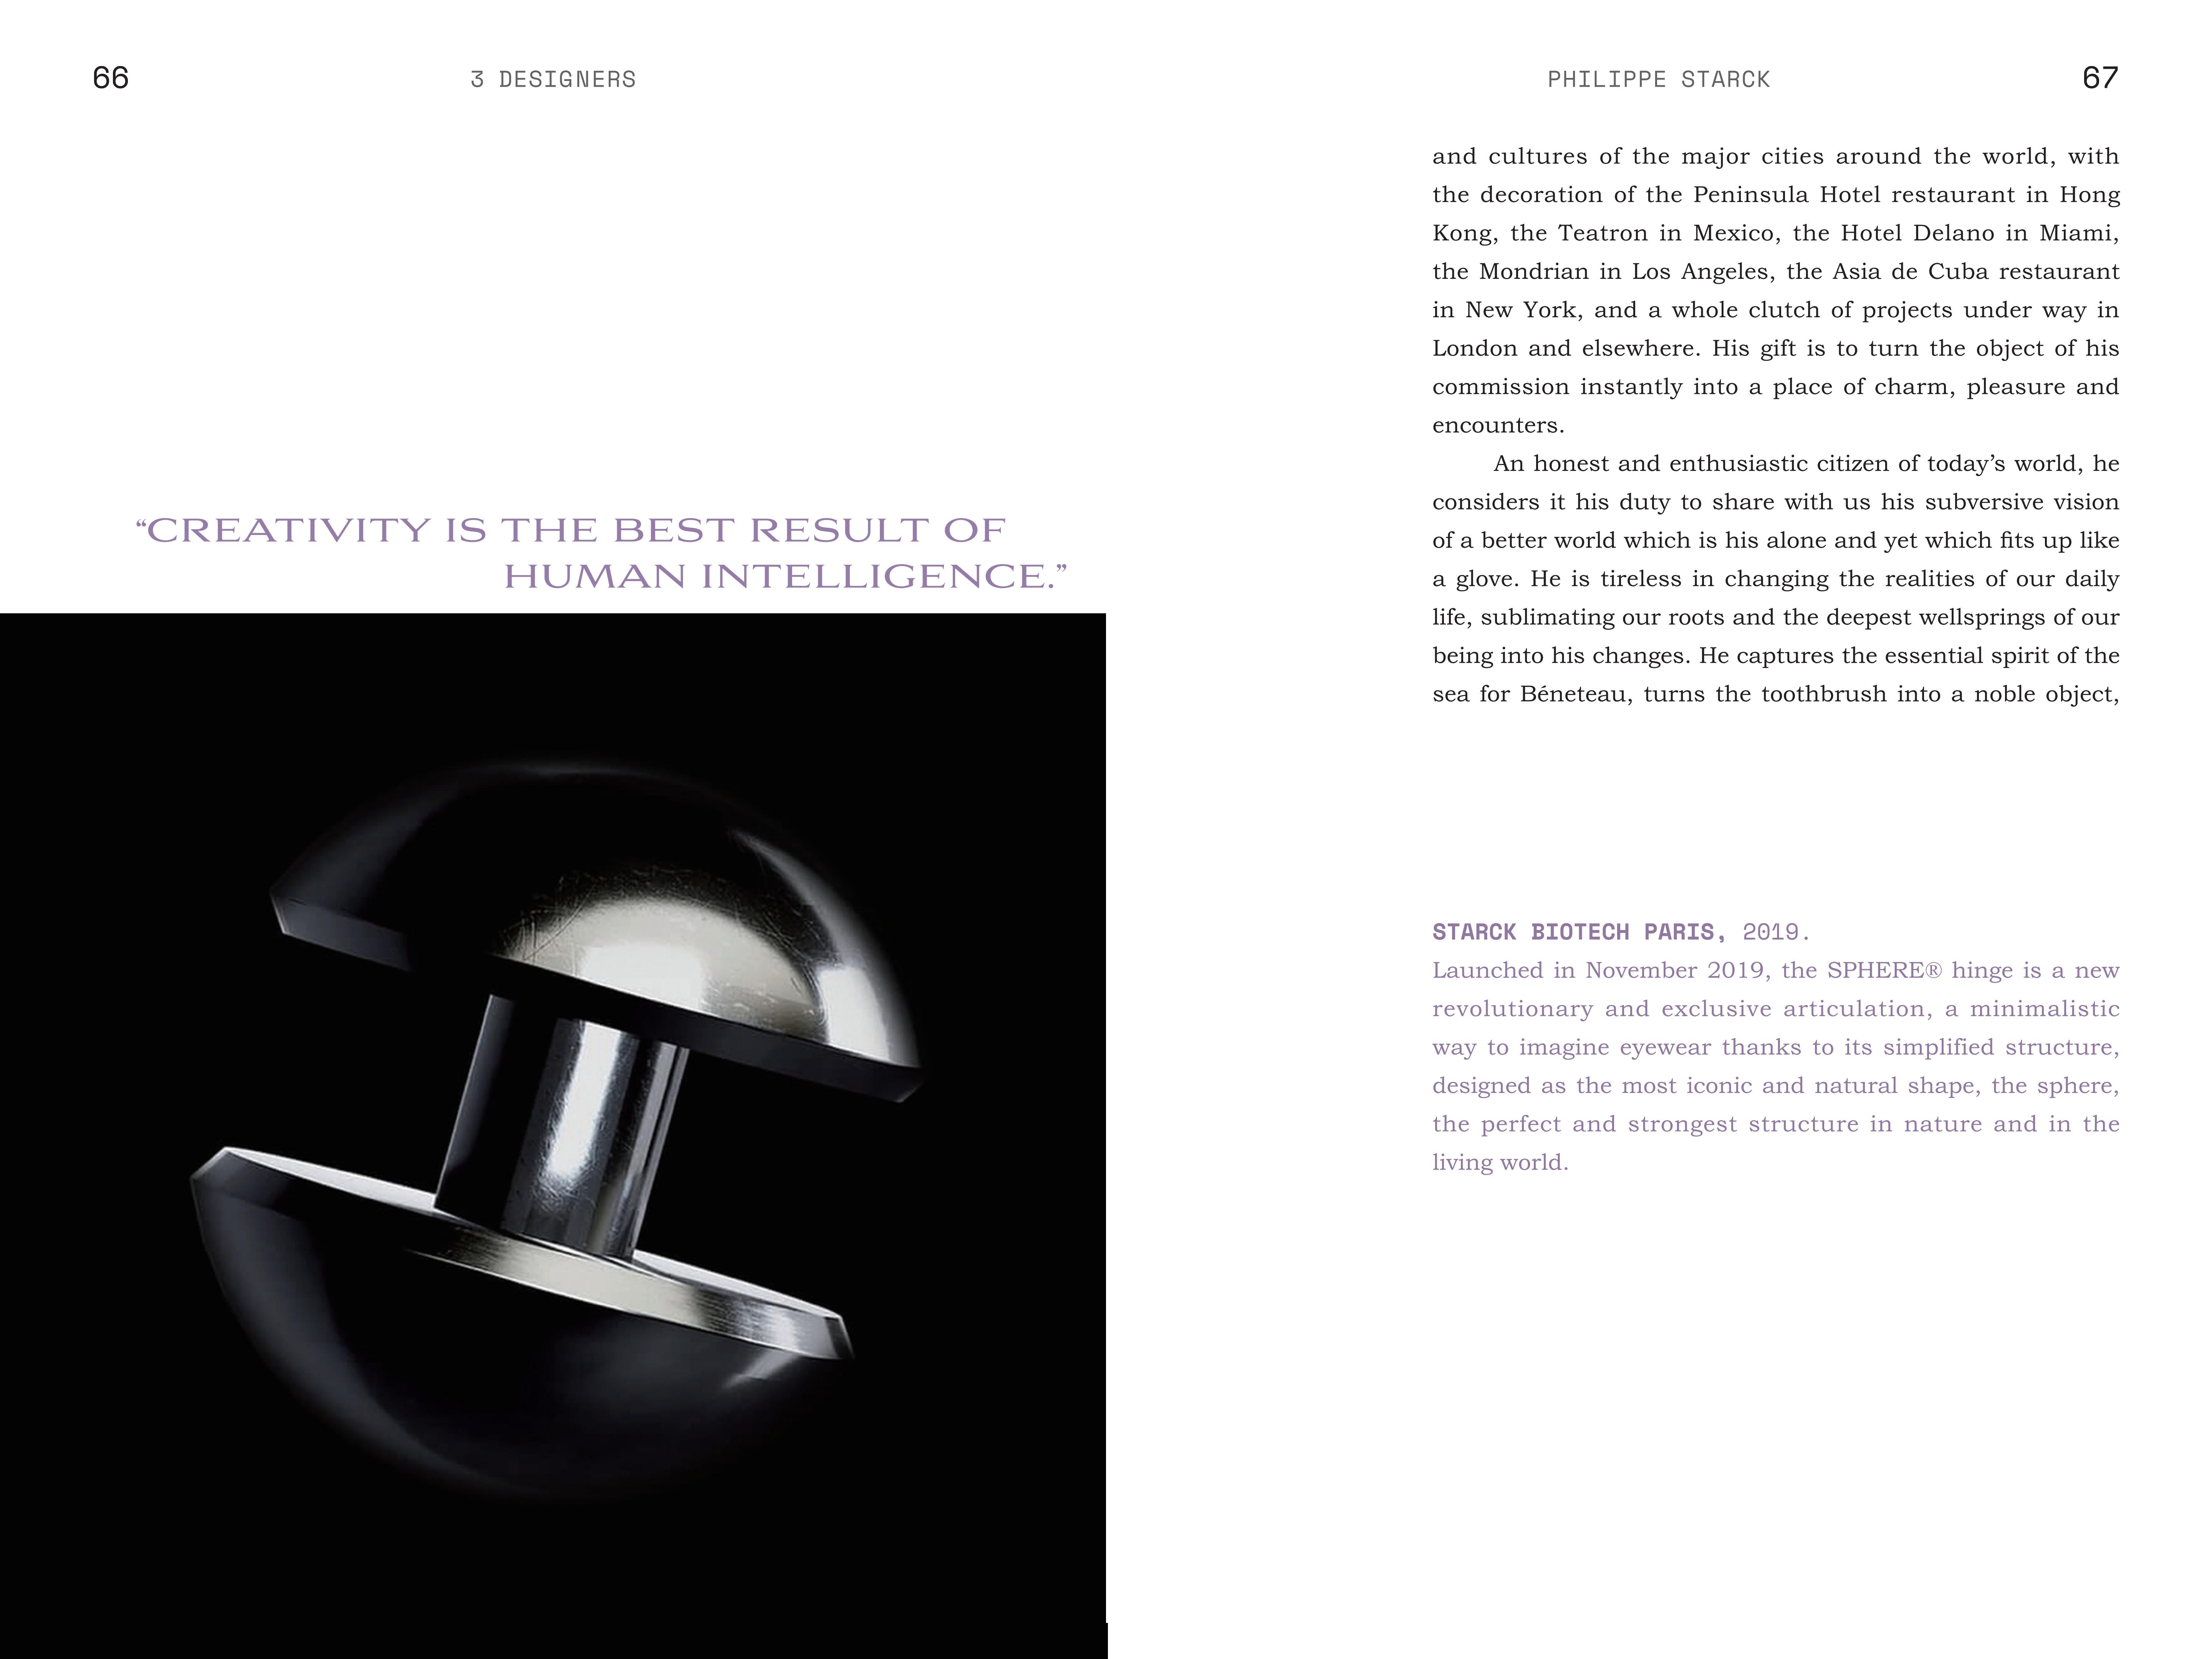 66
3 DESIGNERS
“CREATIVITY IS THE BEST RESULT OF
HUMAN INTELLIGENCE.”
PHILIPPE STARCK
67
and cultures of the major cities around the world, with
the decoration of the Peninsula Hotel restaurant in Hong
Kong, the Teatron in Mexico, the Hotel Delano in Miami,
the Mondrian in Los Angeles, the Asia de Cuba restaurant
in New York, and a whole clutch of projects under way in
London and elsewhere. His gift is to turn the object of his
commission instantly into a place of charm, pleasure and
encounters.
An honest and enthusiastic citizen of today’s world, he
considers it his duty to share with us his subversive vision
of a better world which is his alone and yet which fits up like
a glove. He is tireless in changing the realities of our daily
life, sublimating our roots and the deepest wellsprings of our
being into his changes. He captures the essential spirit of the
sea for Béneteau, turns the toothbrush into a noble object,
STARCK BIOTECH PARIS, 2019.
Launched in November 2019, the SPHERE® hinge is a new
revolutionary and exclusive articulation, a minimalistic
way to imagine eyewear thanks to its simplified structure,
designed as the most iconic and natural shape, the sphere,
the perfect and strongest structure in nature and in the
living world.